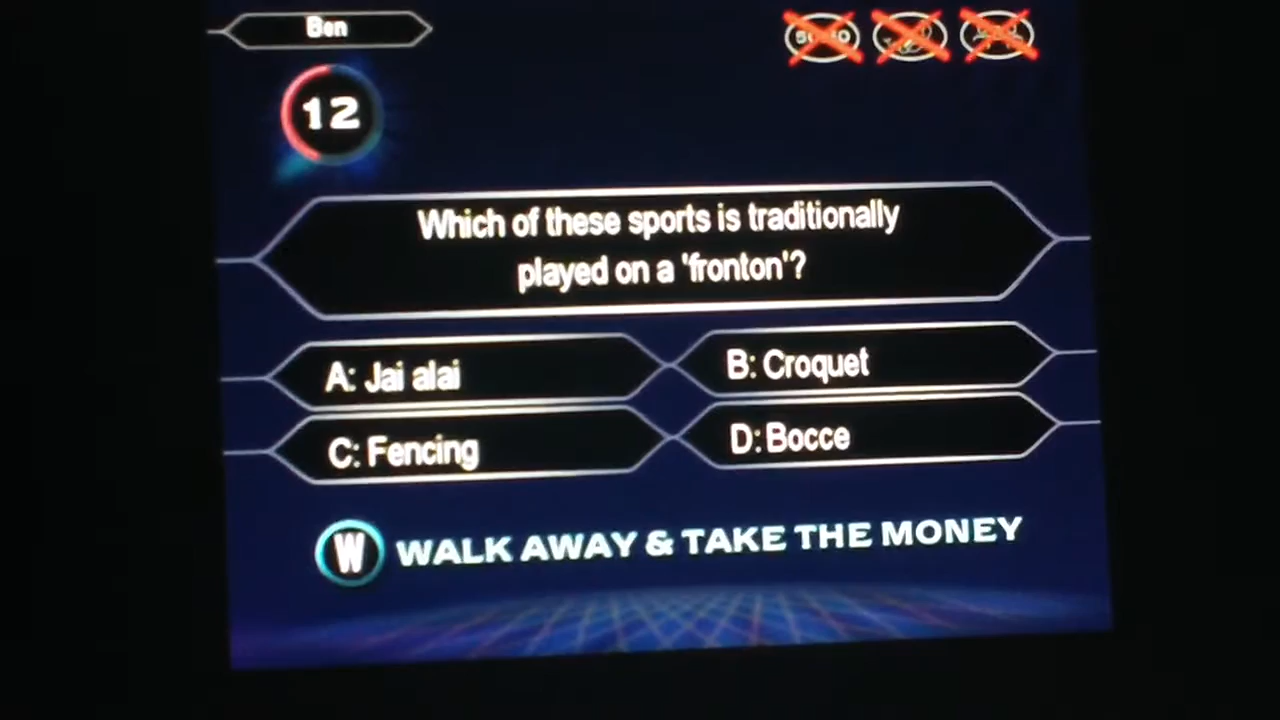 Ben
12
Which of these sports is traditionally
played on a 'fronton'?
A: Jai alai
B: Croquet
C: Fencing
D: Bocce
W WALK AWAY & TAKE THE MONEY